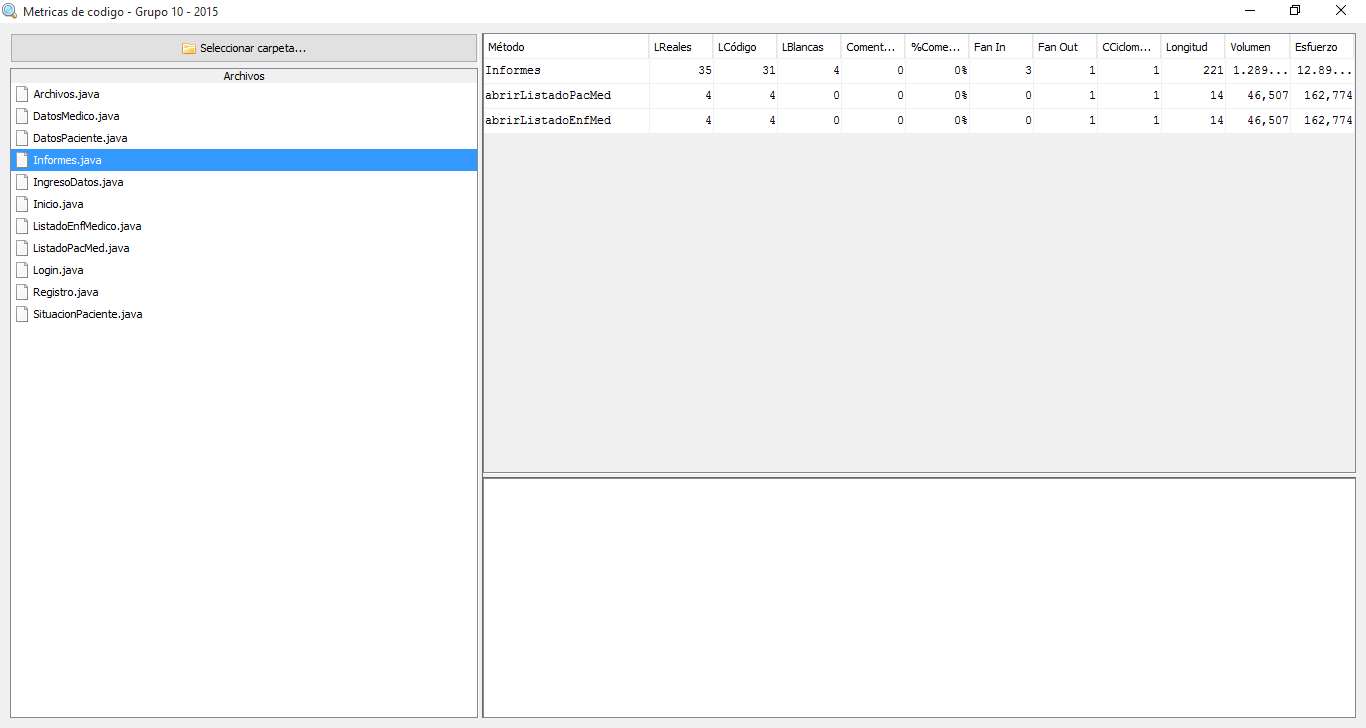 Metricas de codigo - Grupo 10 - 2015
Seleccionar carpeta...
Archivos
Archivos.java
DatosMedico.java
DatosPaciente.java
Informes.java
IngresoDatos.java
Inicio.java
ListadoEnfMedico.java
ListadoPacMed.java
Login.java
Registro.java
SituacionPaciente.java
Método LReales LCódigo LBlancas Coment... %Come... Fan In Fan Out CCiclom... Longitud Volumen Esfuerzo
Informes 35 31 4 0 0% 3 1 1 221 1.289... 12.89...
abrirListadoPacMed 4 4 0 0 0% 0 1 1 14 46,507 162,774
abrirListadoEnfMed 4 4 0 0 0% 0 1 1 14 46,507 162,774